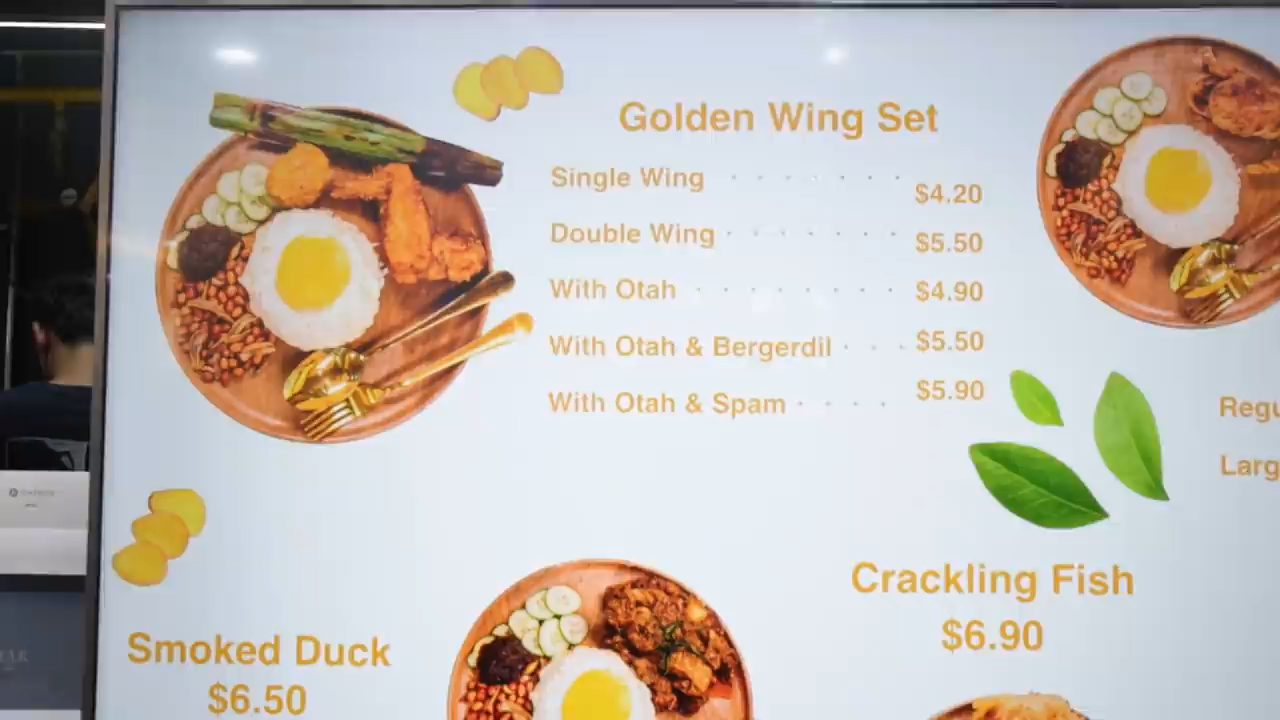 Golden Wing Set
Single Wing . . . . . . . $4.20
Double Wing . . . . . . . $5.50
With Otah . . . . . . . . $4.90
With Otah & Bergerdil . . . $5.50
With Otah & Spam . . . . $5.90
Regu
Larg
Crackling Fish
$6.90
Smoked Duck
$6.50